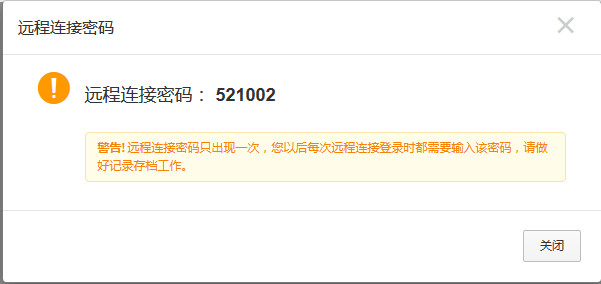 远程连接密码
远程连接密码： 521002
警告! 远程连接密码只出现一次，您以后每次远程连接登录时都需要输入该密码，请做
好记录存档工作。
关闭